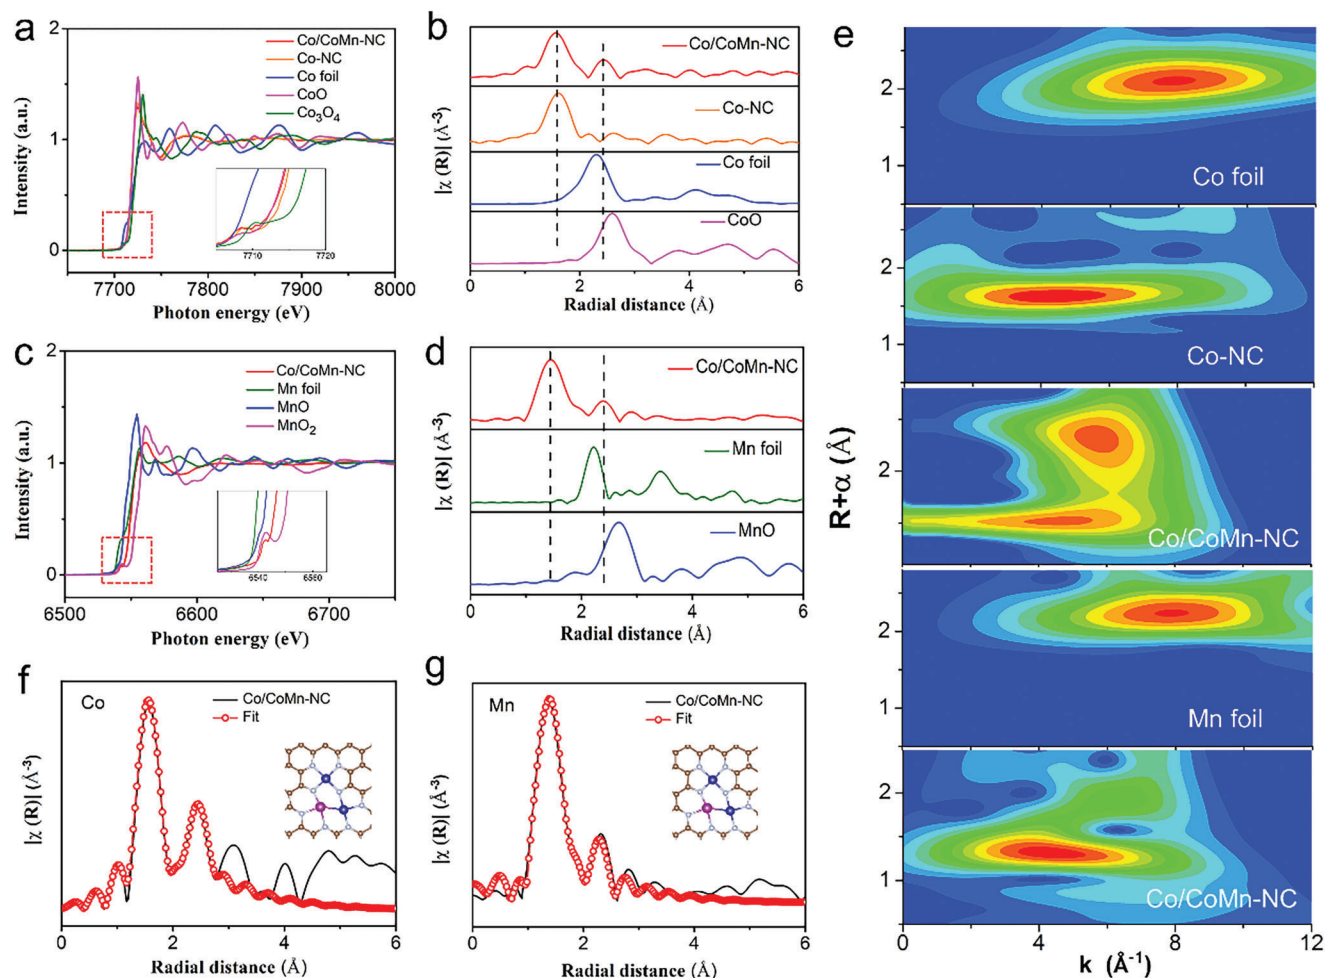 a
Intensity (a.u.)
2
1
0
Co/CoMn-NC
Co-NC
Co foil
CoO
Co₃O₄
7710
7720
7700
7800
7900
8000
Photon energy (eV)
b
|χ (R)| (Å⁻³)
Co/CoMn-NC
Co-NC
Co foil
CoO
0
2
4
6
Radial distance (Å)
c
Intensity (a.u.)
2
1
0
Co/CoMn-NC
Mn foil
MnO
MnO₂
6540
6560
6500
6600
6700
Photon energy (eV)
d
|χ (R)| (Å⁻³)
Co/CoMn-NC
Mn foil
MnO
0
2
4
6
Radial distance (Å)
e
R+α (Å)
2
1
Co foil
2
1
Co-NC
2
Co/CoMn-NC
2
1
Mn foil
2
1
Co/CoMn-NC
0
4
8
12
k (Å⁻¹)
f
|χ (R)| (Å⁻³)
Co
Co/CoMn-NC
Fit
0
2
4
6
Radial distance (Å)
g
|χ (R)| (Å⁻³)
Mn
Co/CoMn-NC
Fit
0
2
4
6
Radial distance (Å)